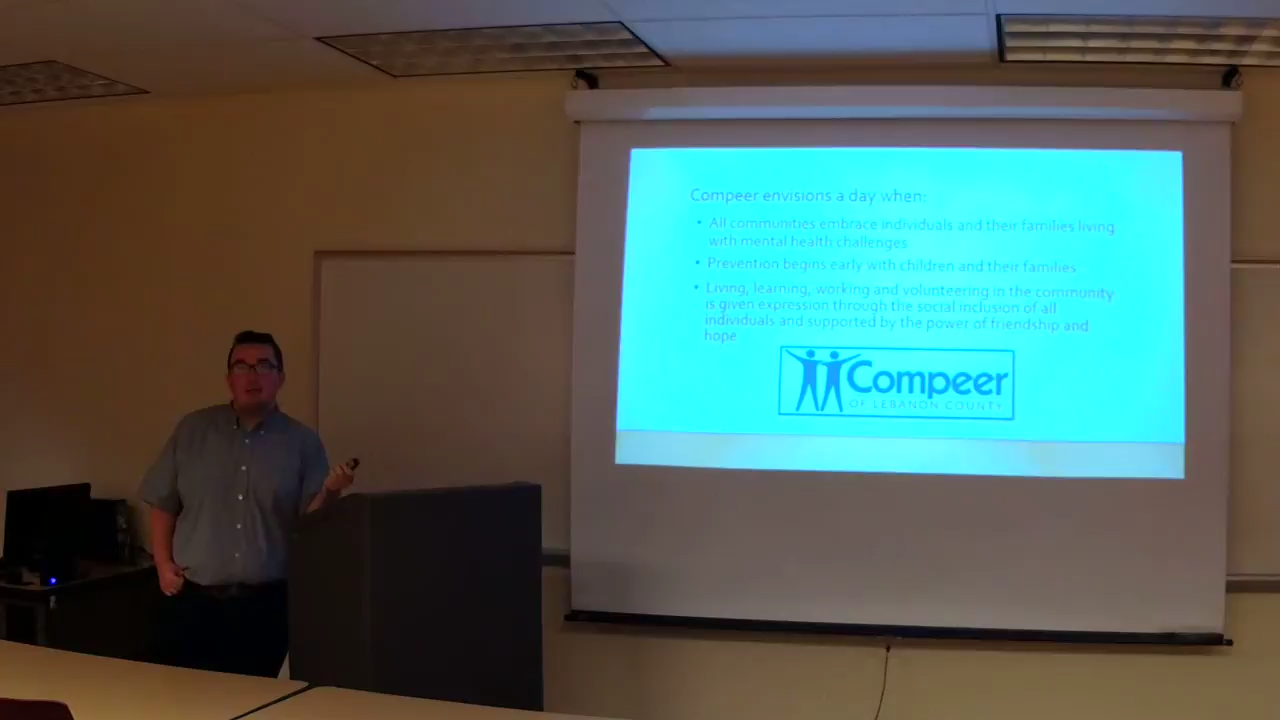 Compeer envisions a day when:
• All communities embrace individuals and their families living
with mental health challenges
• Prevention begins early with children and their families
• Living, learning, working and volunteering in the community
is given expression through the social inclusion of all
individuals and supported by the power of friendship and
hope
Compeer
OF LEBANON COUNTY